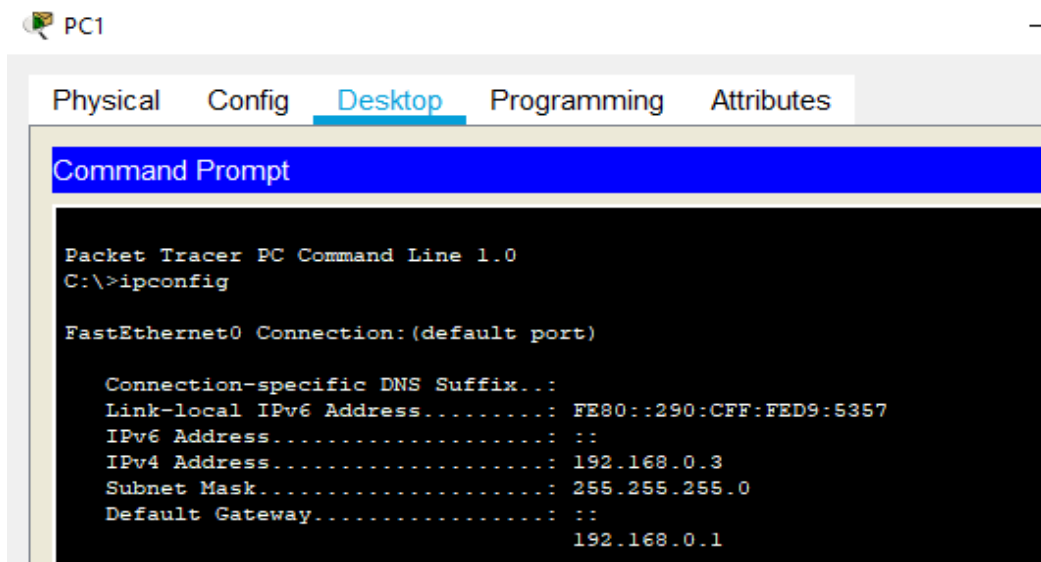 PC1
Physical Config Desktop Programming Attributes
Command Prompt
Packet Tracer PC Command Line 1.0
C:\>ipconfig
FastEthernet0 Connection:(default port)
Connection-specific DNS Suffix..:
Link-local IPv6 Address.........: FE80::290:CFF:FED9:5357
IPv6 Address....................: ::
IPv4 Address....................: 192.168.0.3
Subnet Mask.....................: 255.255.255.0
Default Gateway.................: ::
192.168.0.1